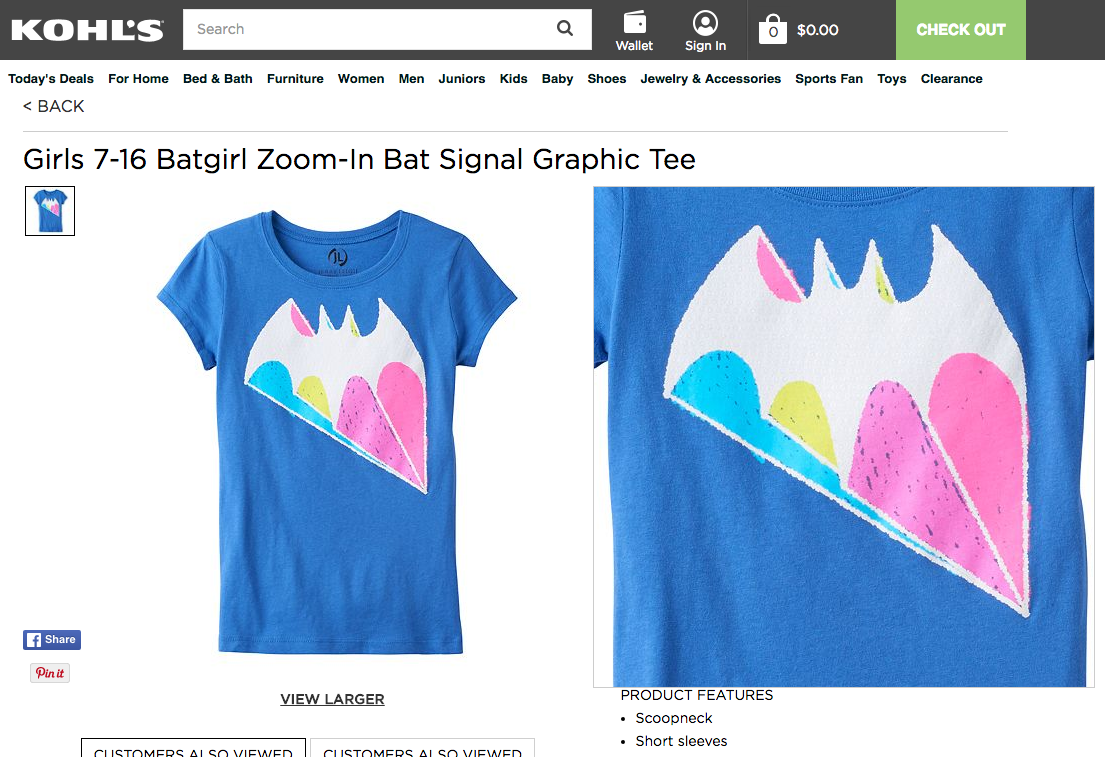 KOHL'S
Search
Wallet
Sign In
0
$0.00
CHECK OUT
Today's Deals For Home Bed & Bath Furniture Women Men Juniors Kids Baby Shoes Jewelry & Accessories Sports Fan Toys Clearance
< BACK
Girls 7-16 Batgirl Zoom-In Bat Signal Graphic Tee
Share
Pin it
VIEW LARGER
PRODUCT FEATURES
• Scoopneck
• Short sleeves
CUSTOMERS ALSO VIEWED
CUSTOMERS ALSO VIEWED